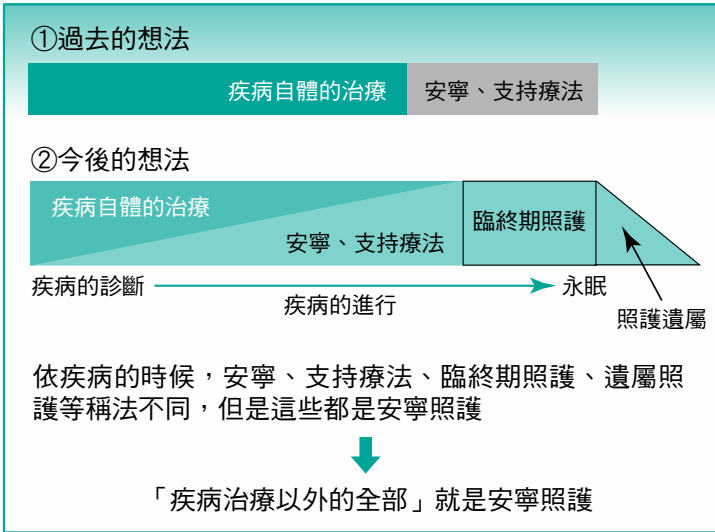 ①過去的想法
疾病自體的治療
安寧、支持療法
②今後的想法
疾病自體的治療
安寧、支持療法
臨終期照護
疾病的診斷
疾病的進行
永眠
照護遺屬
依疾病的時候，安寧、支持療法、臨終期照護、遺屬照
護等稱法不同，但是這些都是安寧照護
「疾病治療以外的全部」就是安寧照護